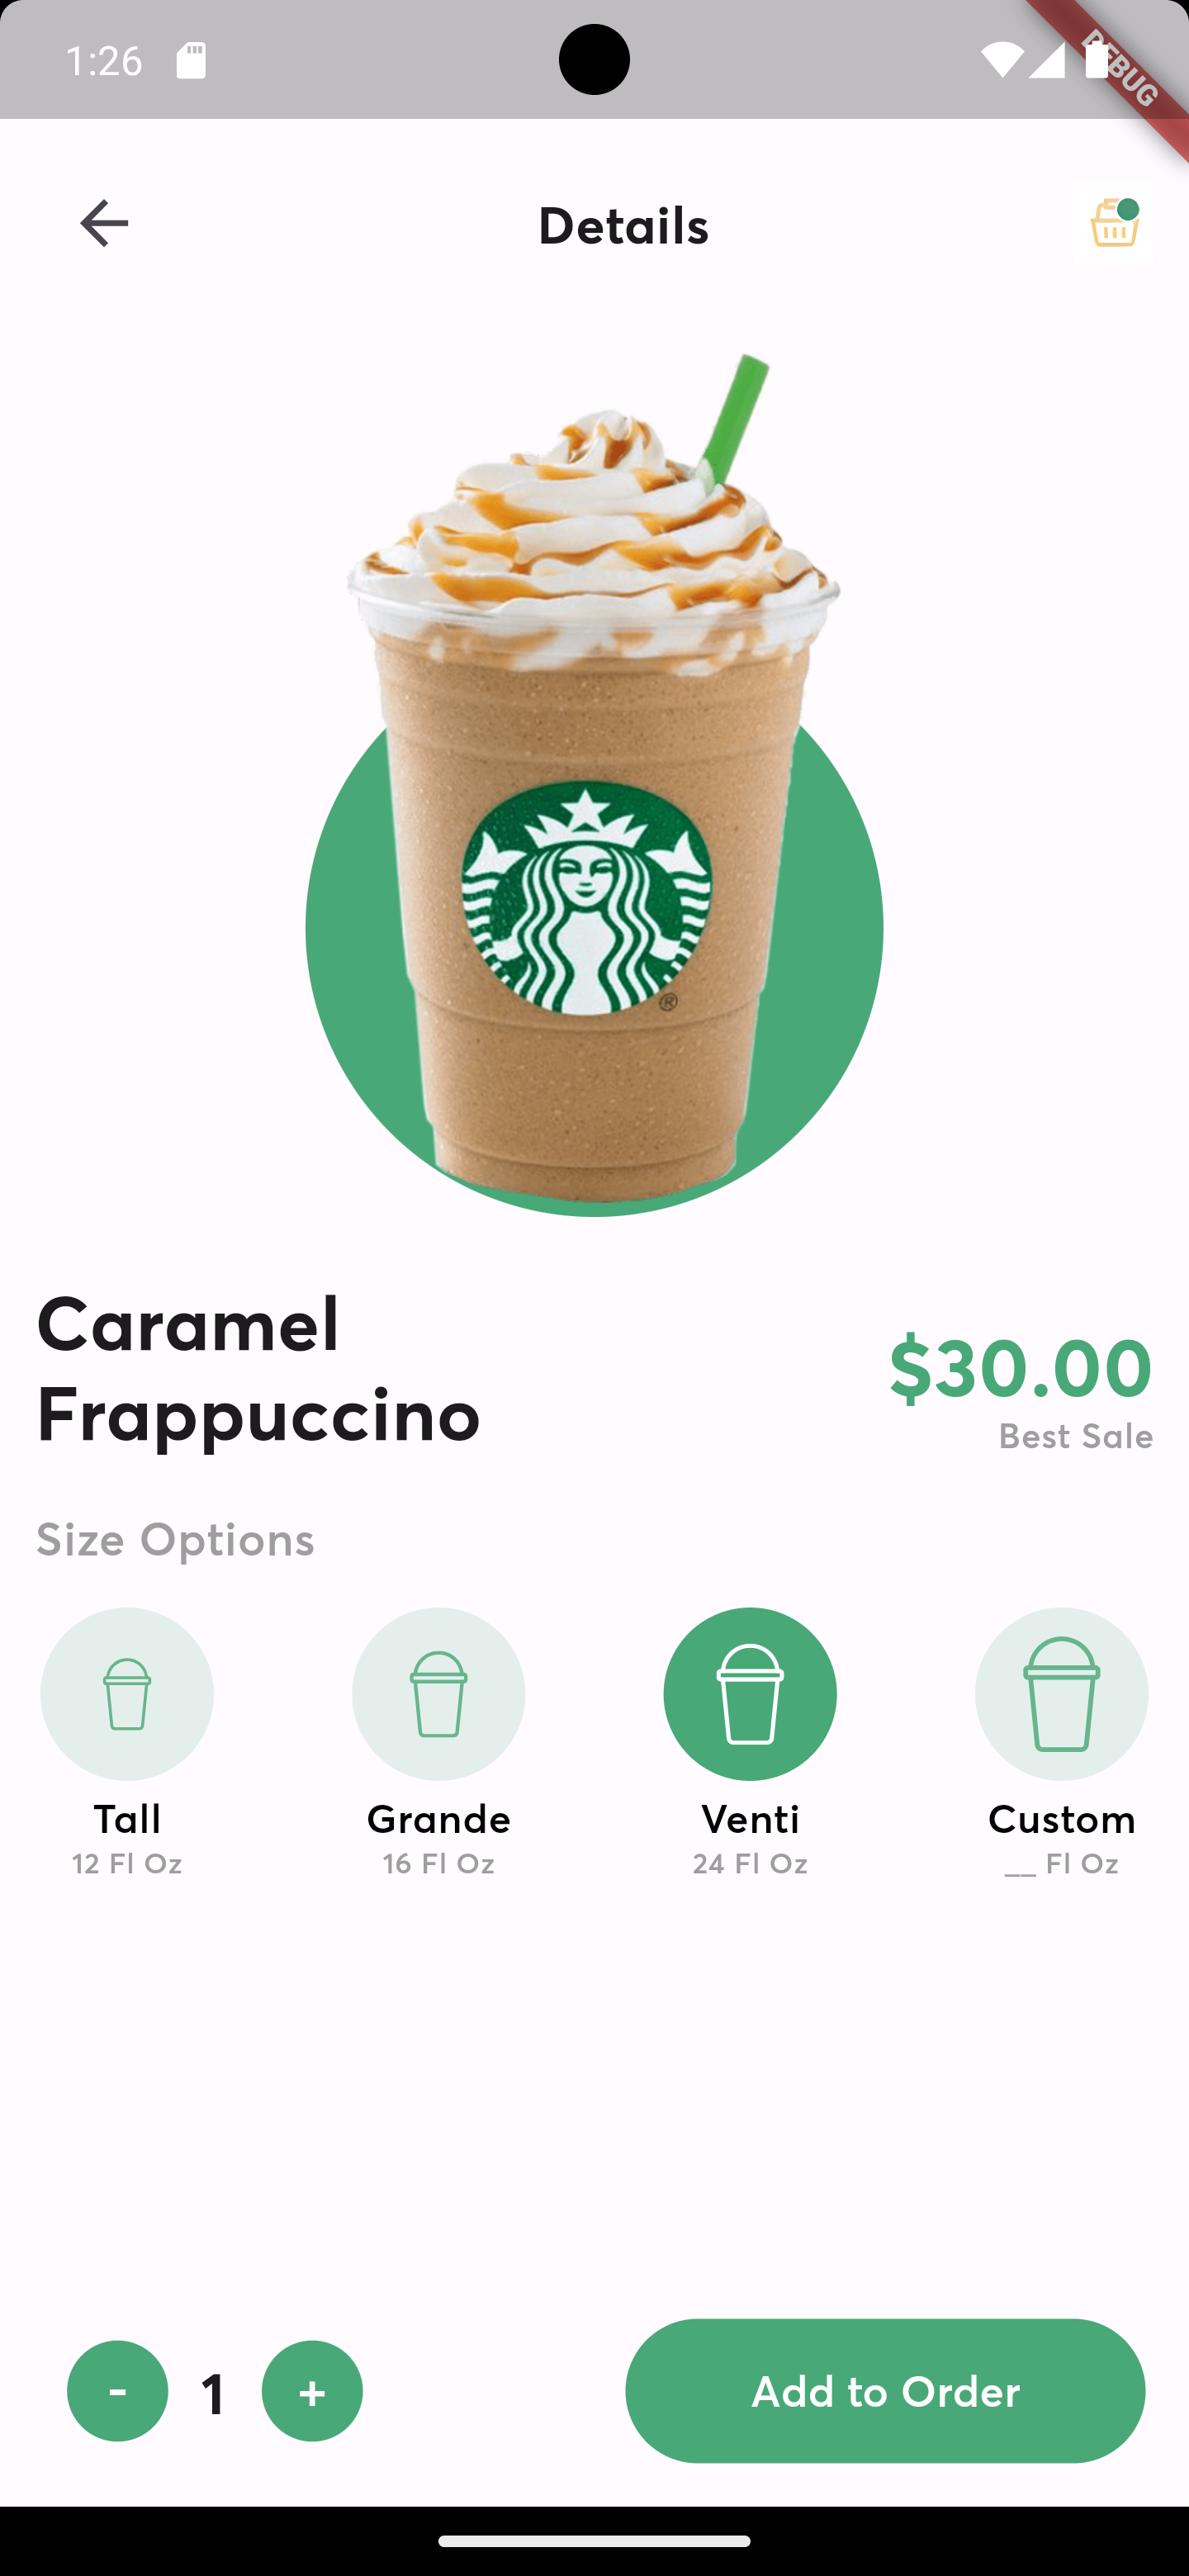 1:26
DEBUG
Details
®
Caramel
Frappuccino
$30.00
Best Sale
Size Options
Tall
12 Fl Oz
Grande
16 Fl Oz
Venti
24 Fl Oz
Custom
__ Fl Oz
- 1 +
Add to Order